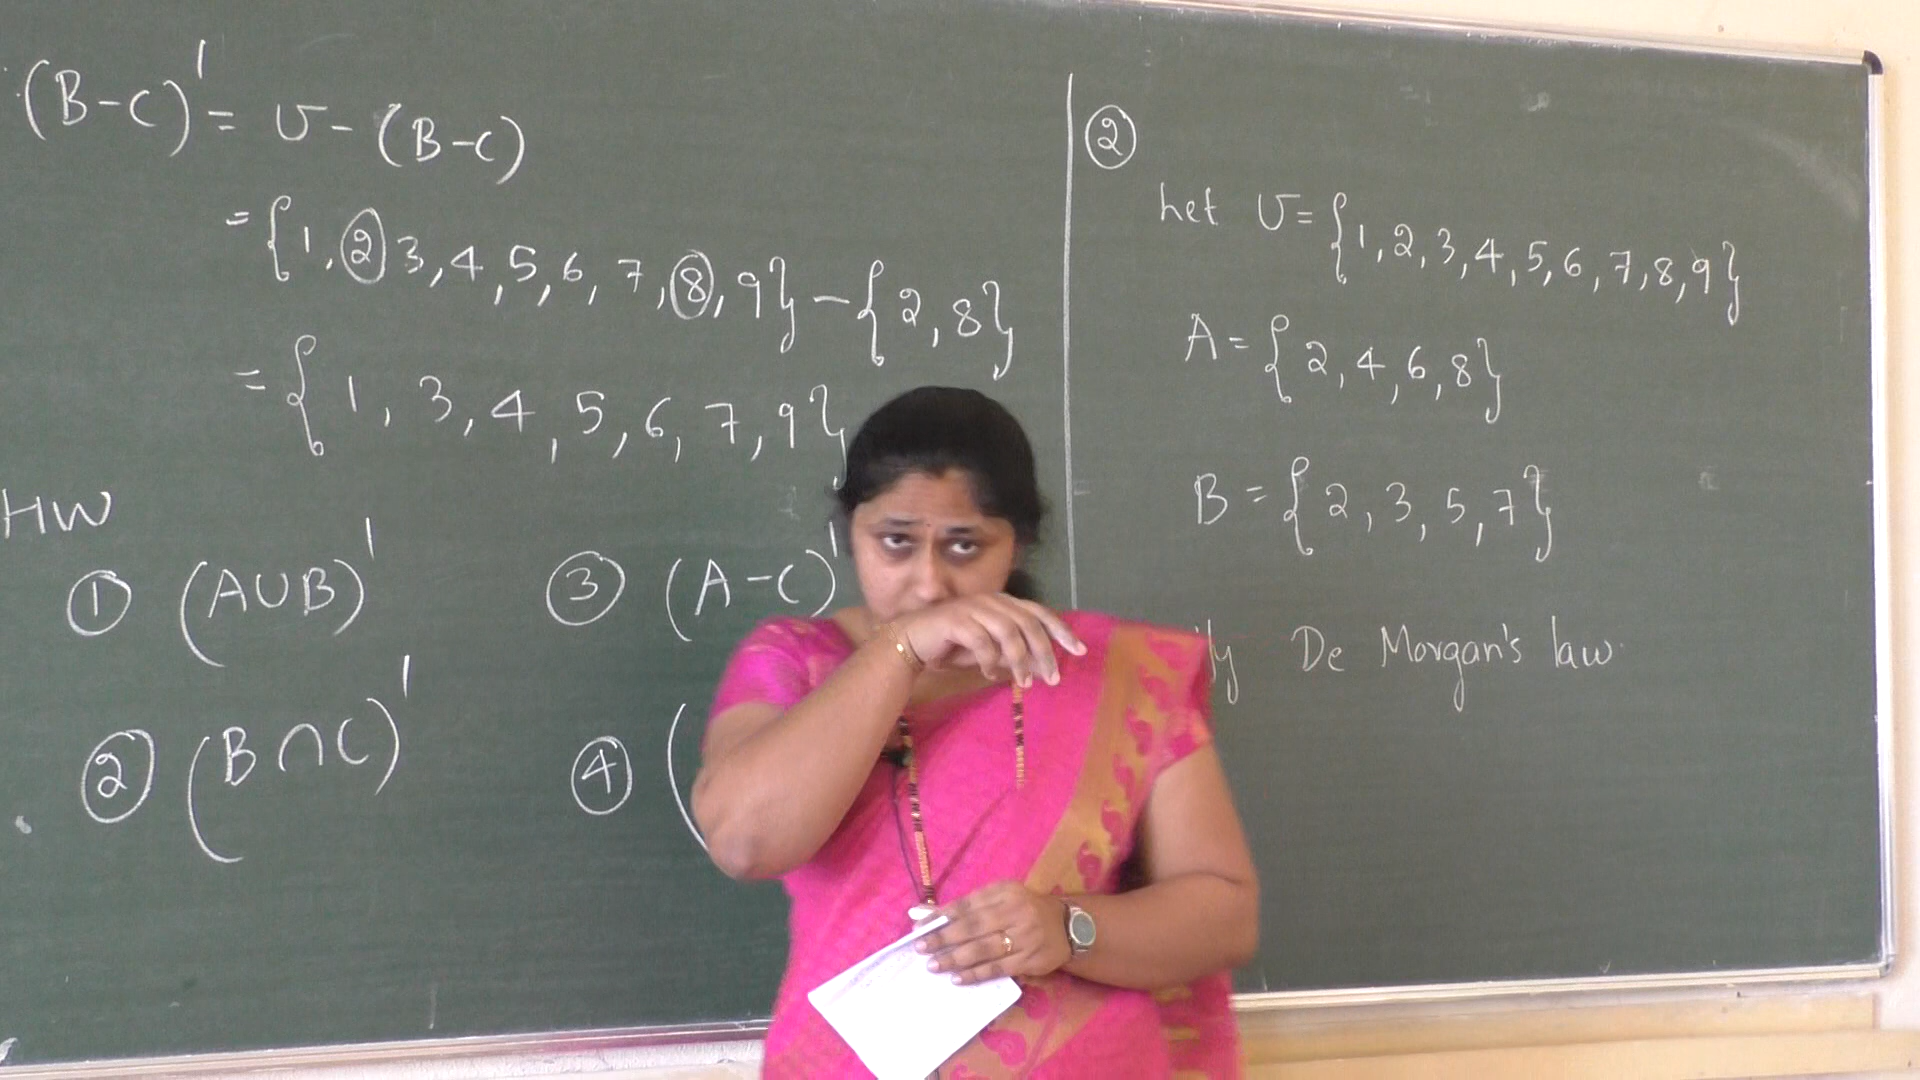 (B-C)' = U - (B-C)
= {1, 2 3, 4, 5, 6, 7, 8, 9} - {2, 8}
= {1, 3, 4, 5, 6, 7, 9}
HW
① (A∪B)'
② (B∩C)'
③ (A-C)'
④ (
②
Let U = {1, 2, 3, 4, 5, 6, 7, 8, 9}
A = {2, 4, 6, 8}
B = {2, 3, 5, 7}
De Morgan's law.